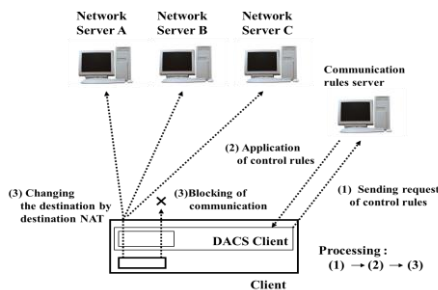 Network
Server A
Network
Server B
Network
Server C
Communication
rules server
(2) Application
of control rules
(1) Sending request
of control rules
(3) Changing
the destination by
destination NAT
(3)Blocking of
communication
DACS Client
Client
Processing :
(1) → (2) → (3)